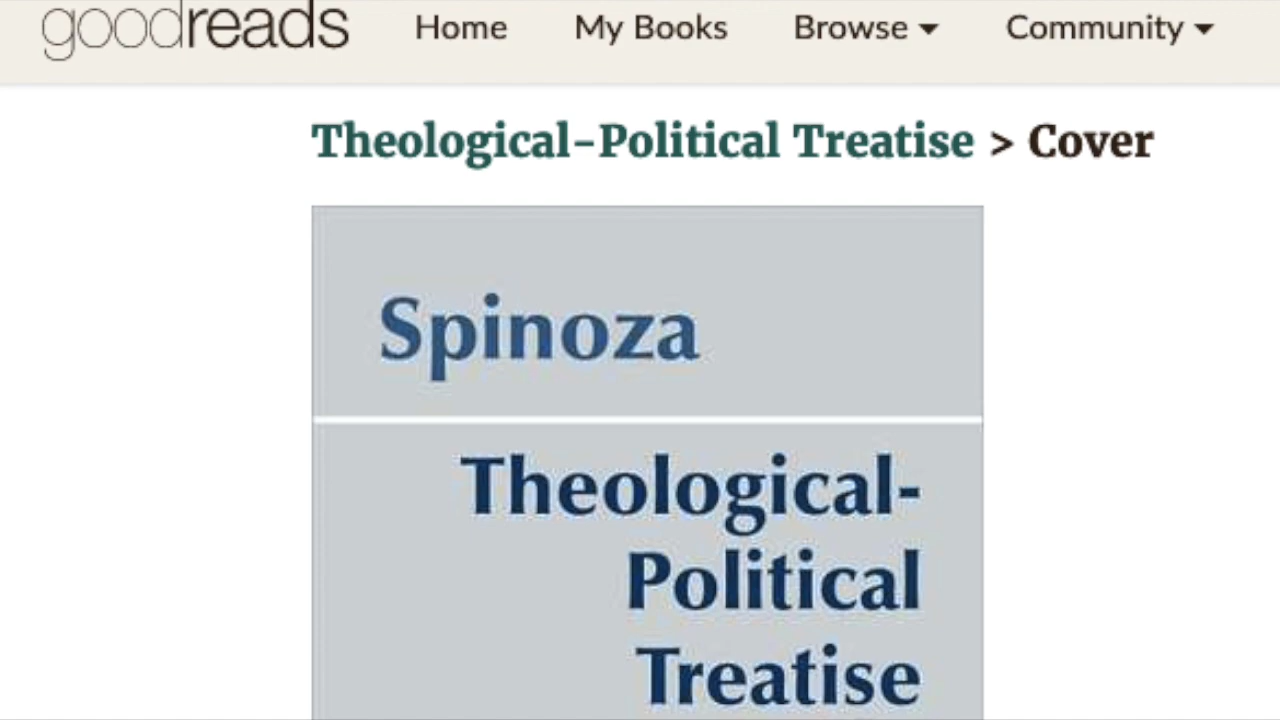 goodreads Home My Books Browse Community
Theological-Political Treatise > Cover
Spinoza
Theological-
Political
Treatise